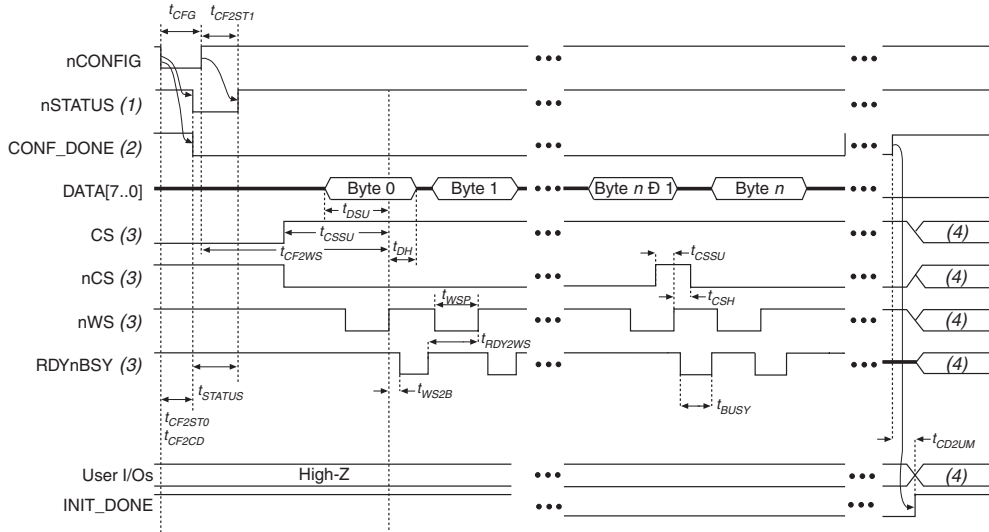 tCFG
tCF2ST1
nCONFIG
nSTATUS (1)
CONF_DONE (2)
DATA[7..0]
Byte 0
Byte 1
Byte n Đ 1
Byte n
tDSU
CS (3)
tCSSU
(4)
tCF2WS
tDH
tCSSU
nCS (3)
(4)
tWSP
tCSH
nWS (3)
(4)
tRDY2WS
RDYnBSY (3)
(4)
tSTATUS
tWS2B
tBUSY
tCF2ST0
tCF2CD
tCD2UM
User I/Os
High-Z
(4)
INIT_DONE